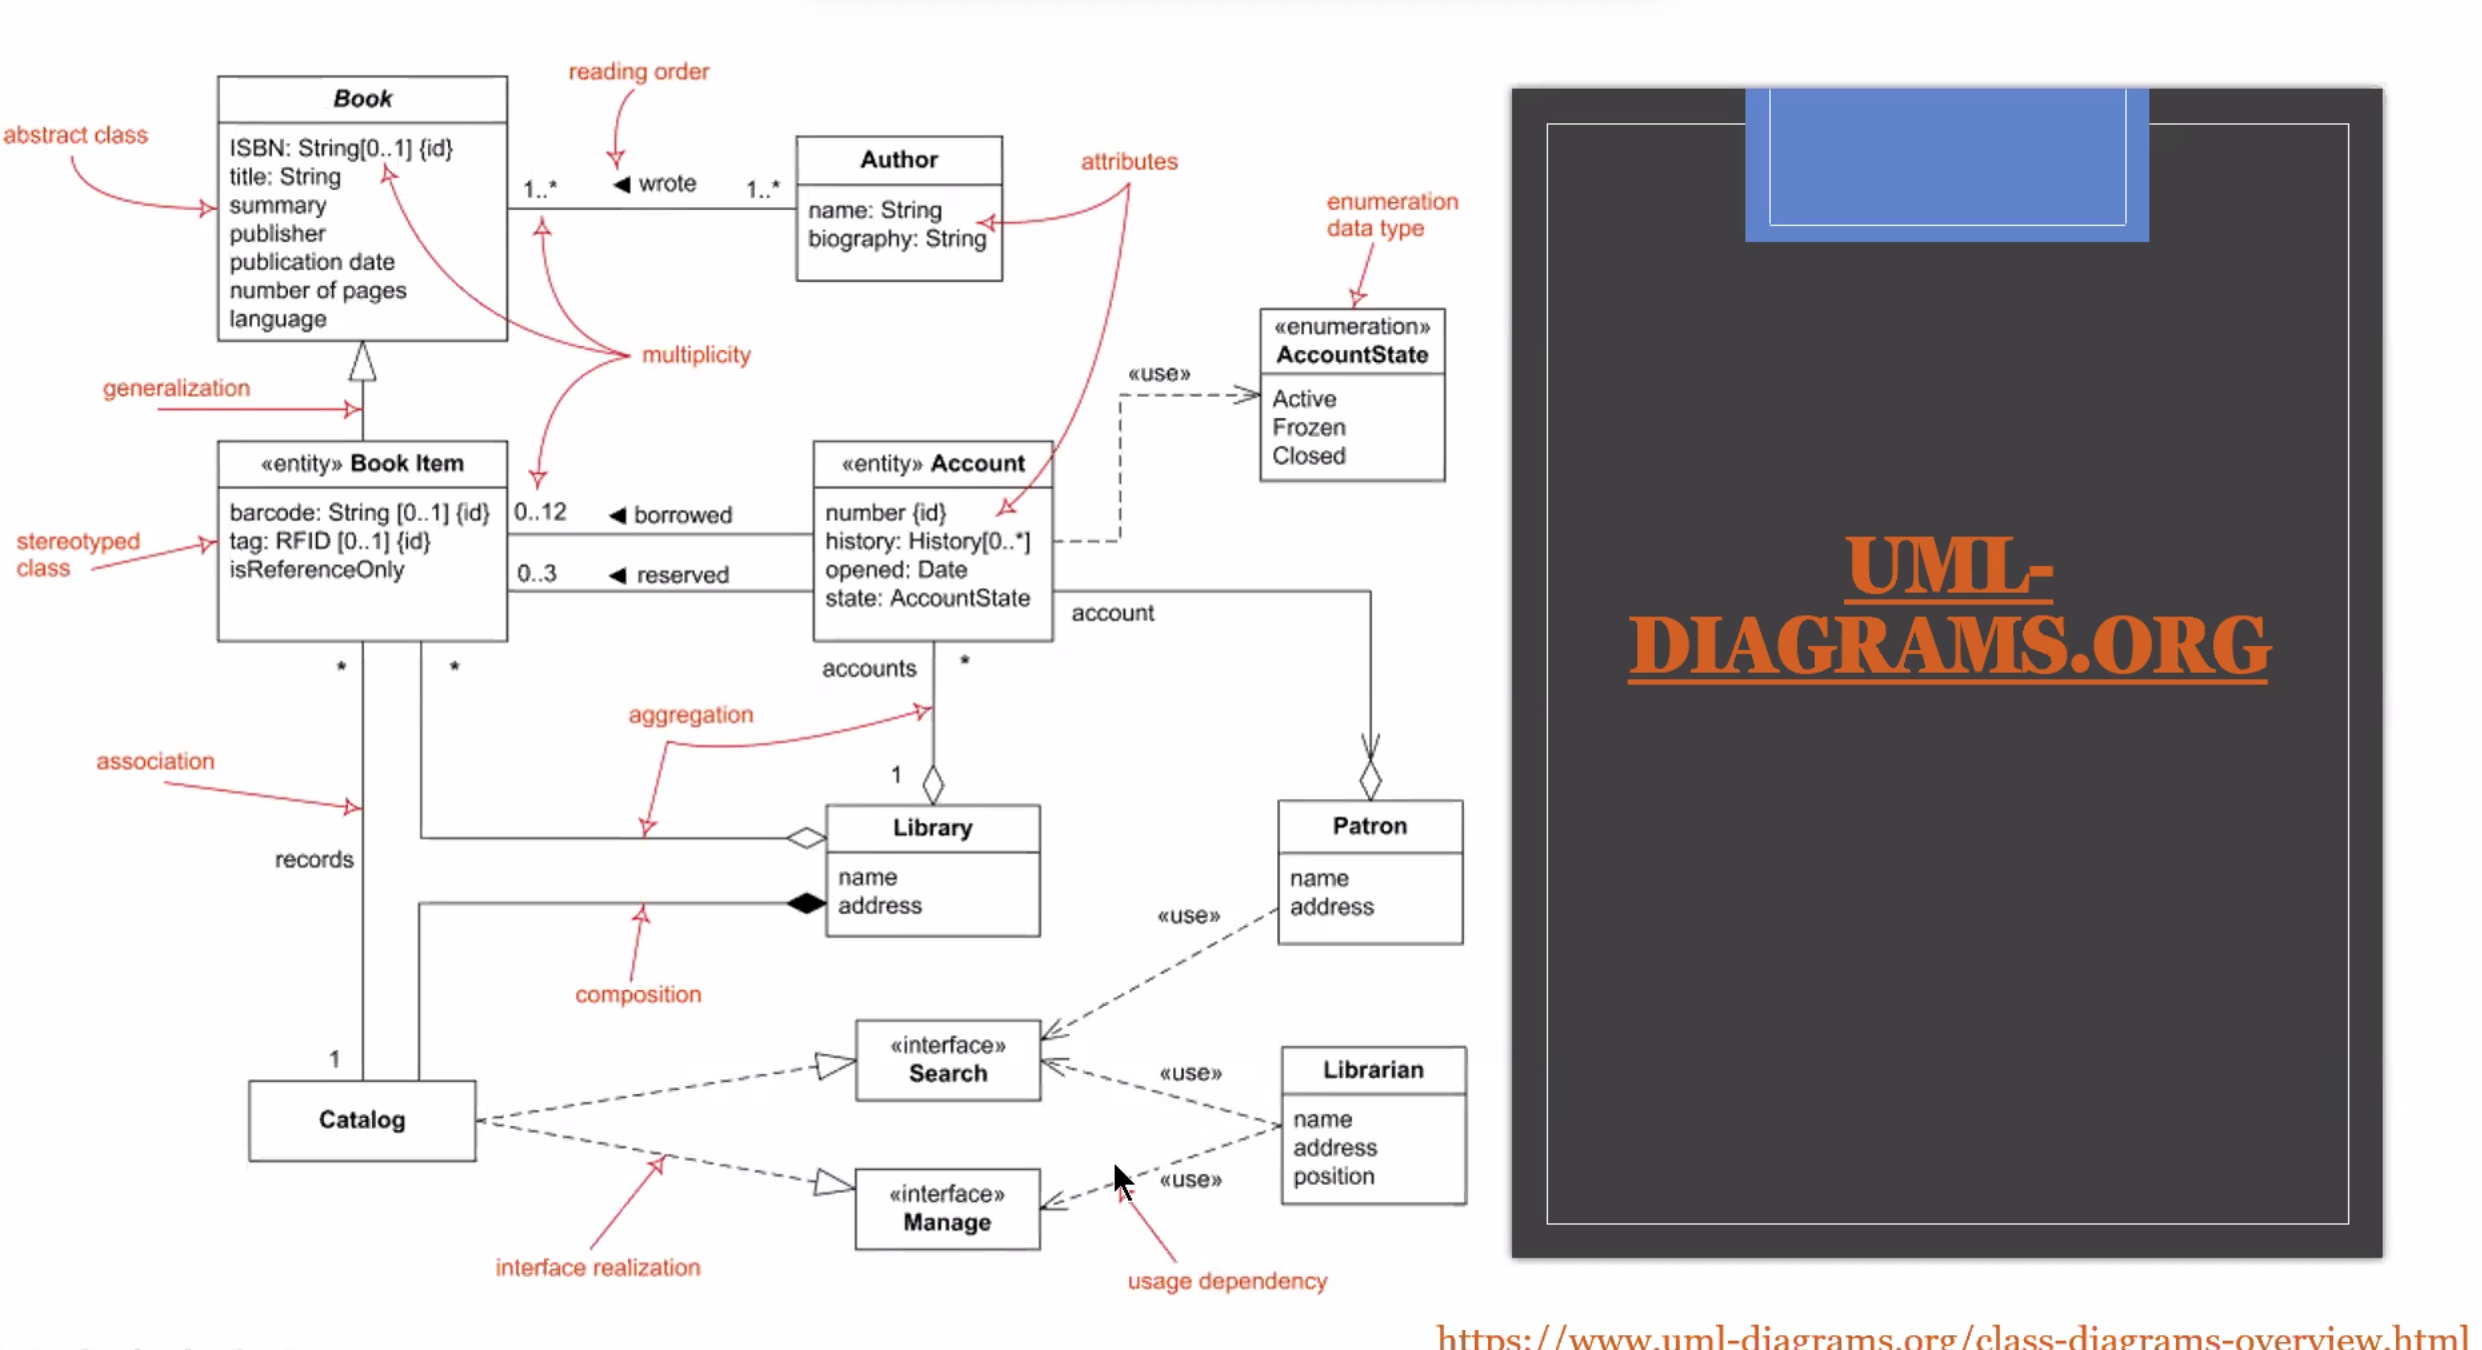 reading order
Book
abstract class
ISBN: String[0..1] {id}
title: String
summary
publisher
publication date
number of pages
language
1..*
◀ wrote
1..*
Author
name: String
biography: String
attributes
enumeration
data type
multiplicity
«enumeration»
AccountState
Active
Frozen
Closed
«use»
generalization
«entity» Book Item
barcode: String [0..1] {id}
tag: RFID [0..1] {id}
isReferenceOnly
stereotyped
class
0..12
◀ borrowed
0..3
◀ reserved
«entity» Account
number {id}
history: History[0..*]
opened: Date
state: AccountState
account
*
*
accounts
*
aggregation
association
1
records
Library
name
address
Patron
name
address
«use»
composition
1
Catalog
«interface»
Search
«use»
Librarian
name
address
position
«interface»
Manage
«use»
interface realization
usage dependency
UML-
DIAGRAMS.ORG
https://www.uml-diagrams.org/class-diagrams-overview.html